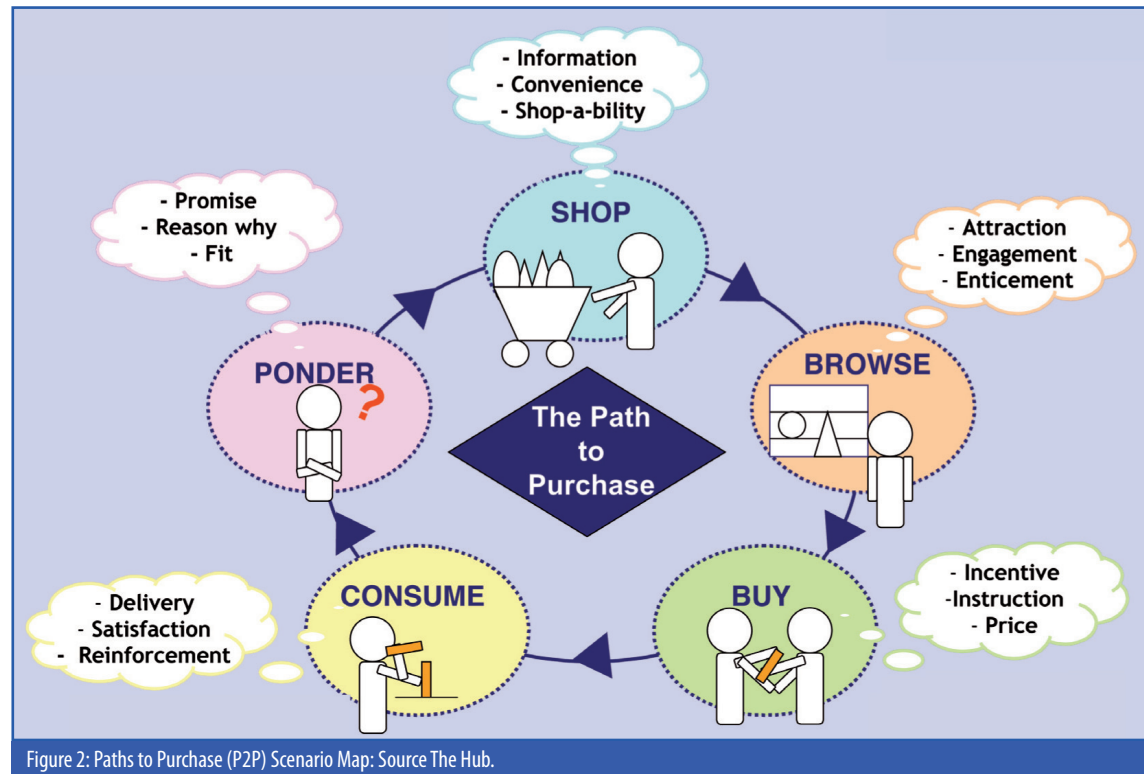 - Information
- Convenience
- Shop-a-bility
SHOP
- Promise
- Reason why
- Fit
PONDER
?
- Attraction
- Engagement
- Enticement
BROWSE
The Path
to
Purchase
CONSUME
- Delivery
- Satisfaction
- Reinforcement
BUY
- Incentive
-Instruction
- Price
Figure 2: Paths to Purchase (P2P) Scenario Map: Source The Hub.